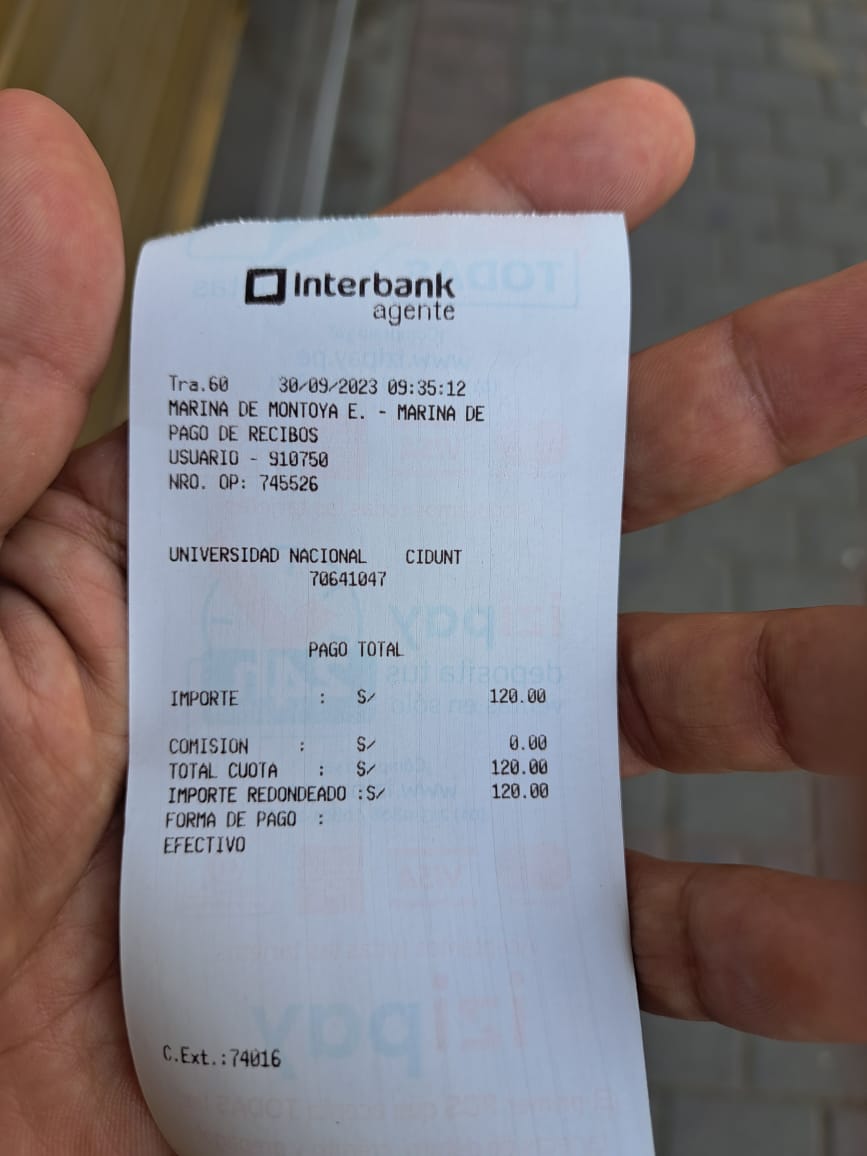 Interbank
agente
Tra.60 30/09/2023 09:35:12
MARINA DE MONTOYA E. - MARINA DE
PAGO DE RECIBOS
USUARIO - 910750
NRO. OP: 745526
UNIVERSIDAD NACIONAL CIDUNT
70641047
PAGO TOTAL
IMPORTE : S/ 120.00
COMISION : S/ 0.00
TOTAL CUOTA : S/ 120.00
IMPORTE REDONDEADO :S/ 120.00
FORMA DE PAGO :
EFECTIVO
C.Ext.:74016